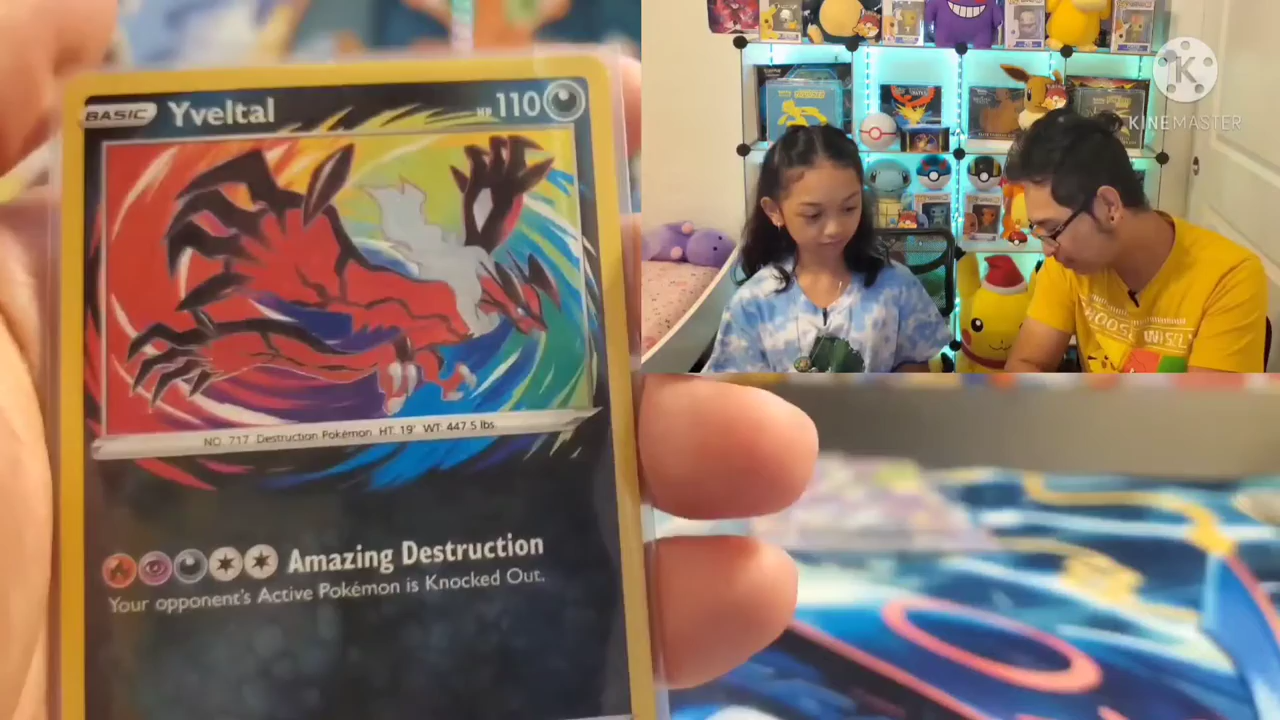 BASIC Yveltal HP 110
NO. 717 Destruction Pokémon HT: 19' WT: 447.5 lbs
Amazing Destruction
Your opponent's Active Pokémon is Knocked Out.
K
KINEMASTER